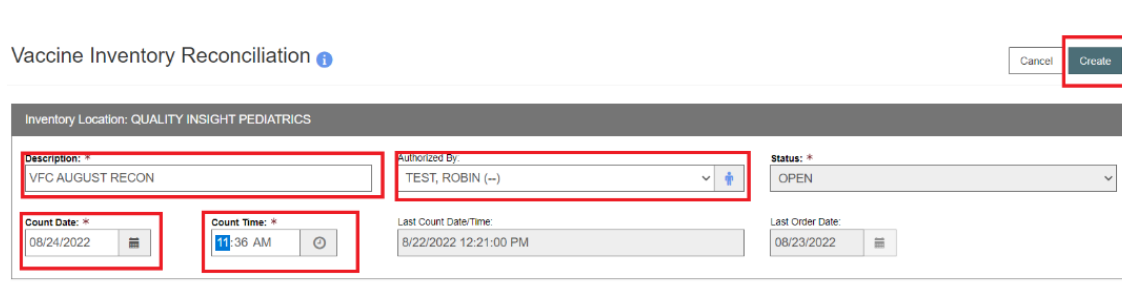 Vaccine Inventory Reconciliation i
Cancel Create
Inventory Location: QUALITY INSIGHT PEDIATRICS
Description: * Authorized By: Status: *
VFC AUGUST RECON TEST, ROBIN (--) OPEN
Count Date: * Count Time: * Last Count Date/Time: Last Order Date:
08/24/2022 11:36 AM 8/22/2022 12:21:00 PM 08/23/2022